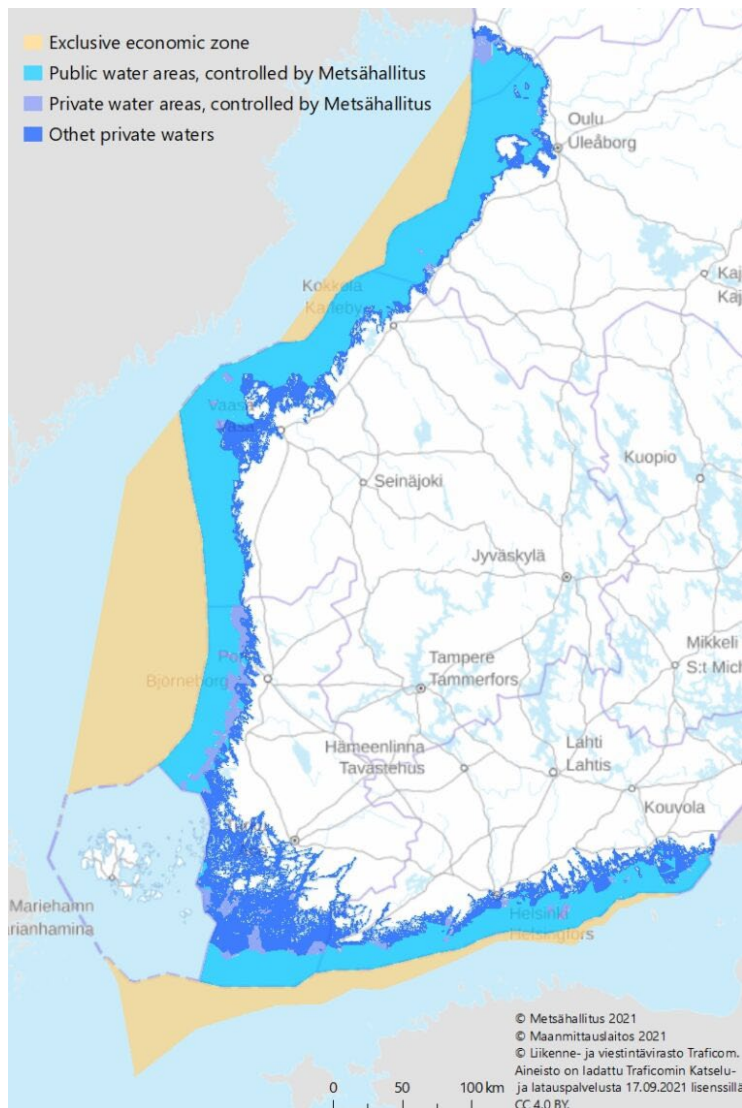 Exclusive economic zone
Public water areas, controlled by Metsähallitus
Private water areas, controlled by Metsähallitus
Othet private waters
Oulu
Uleåborg
Kaj
Kaja
Kokkola
Karleby
Vaasa
Vasa
Seinäjoki
Kuopio
Jyväskylä
Mikkeli
S:t Mich
Pori
Björneborg
Tampere
Tammerfors
Hämeenlinna
Tavastehus
Lahti
Lahtis
Kouvola
Mariehamn
arianhamina
Helsinki
Helsingfors
© Metsähallitus 2021
© Maanmittauslaitos 2021
© Liikenne- ja viestintävirasto Traficom.
Aineisto on ladattu Traficomin Katselu-
ja latauspalvelusta 17.09.2021 lisenssillä
CC 4.0 BY.
0 50 100 km